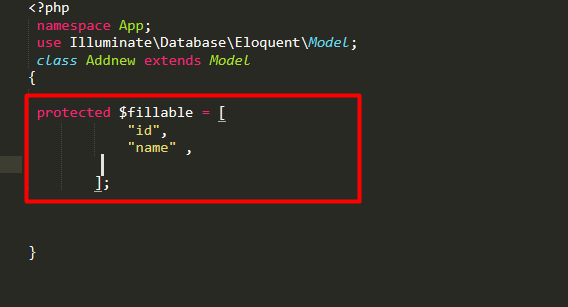 <?php
namespace App;
use Illuminate\Database\Eloquent\Model;
class Addnew extends Model
{
protected $fillable = [
"id",
"name" ,
];
}